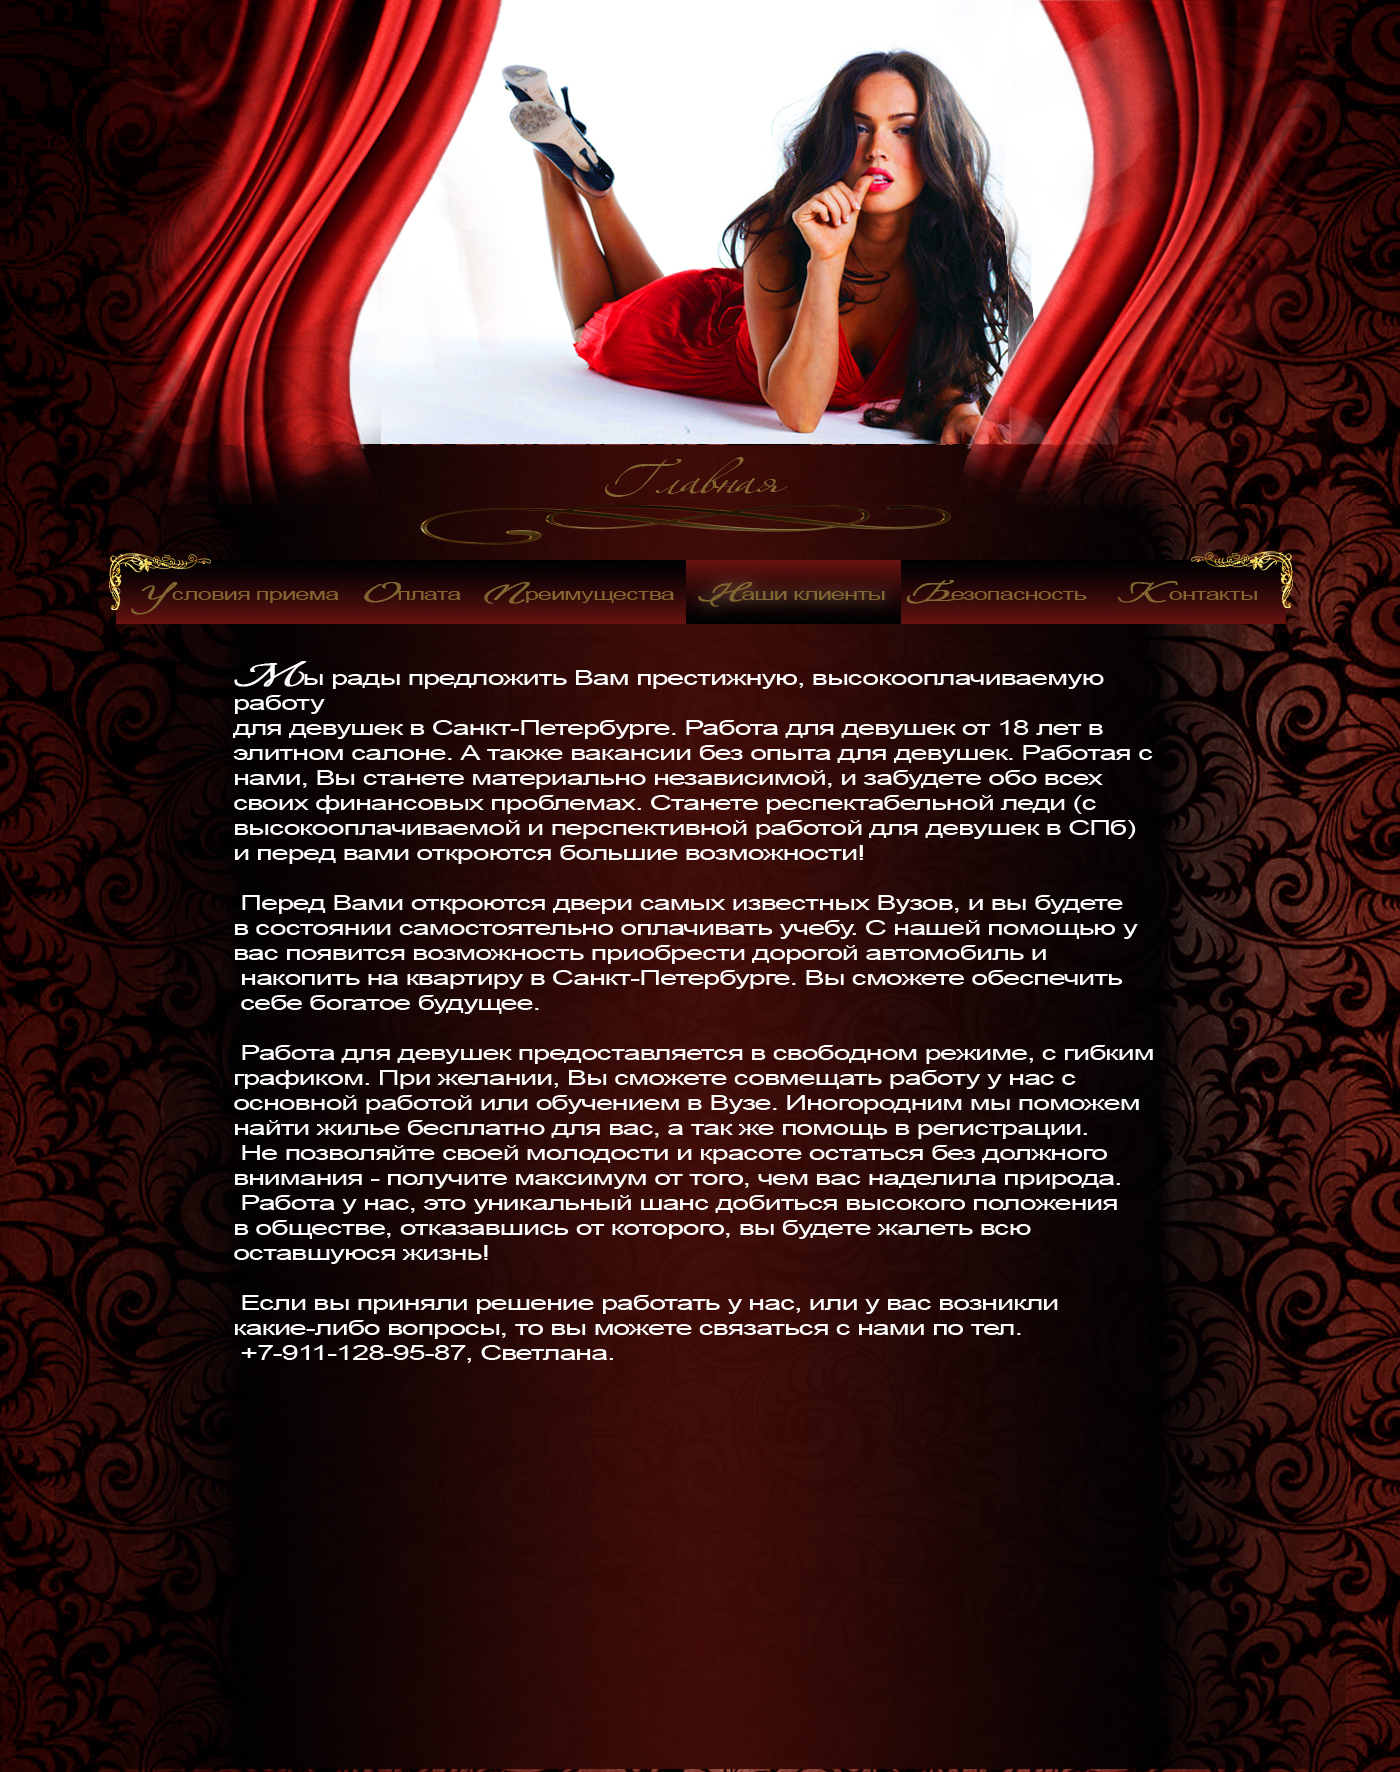 Главная
Условия приема Оплата Преимущества Наши клиенты Безопасность Контакты
Мы рады предложить Вам престижную, высокооплачиваемую
работу
для девушек в Санкт-Петербурге. Работа для девушек от 18 лет в
элитном салоне. А также вакансии без опыта для девушек. Работая с
нами, Вы станете материально независимой, и забудете обо всех
своих финансовых проблемах. Станете респектабельной леди (с
высокооплачиваемой и перспективной работой для девушек в СПб)
и перед вами откроются большие возможности!
Перед Вами откроются двери самых известных Вузов, и вы будете
в состоянии самостоятельно оплачивать учебу. С нашей помощью у
вас появится возможность приобрести дорогой автомобиль и
накопить на квартиру в Санкт-Петербурге. Вы сможете обеспечить
себе богатое будущее.
Работа для девушек предоставляется в свободном режиме, с гибким
графиком. При желании, Вы сможете совмещать работу у нас с
основной работой или обучением в Вузе. Иногородним мы поможем
найти жилье бесплатно для вас, а так же помощь в регистрации.
Не позволяйте своей молодости и красоте остаться без должного
внимания - получите максимум от того, чем вас наделила природа.
Работа у нас, это уникальный шанс добиться высокого положения
в обществе, отказавшись от которого, вы будете жалеть всю
оставшуюся жизнь!
Если вы приняли решение работать у нас, или у вас возникли
какие-либо вопросы, то вы можете связаться с нами по тел.
+7-911-128-95-87, Светлана.